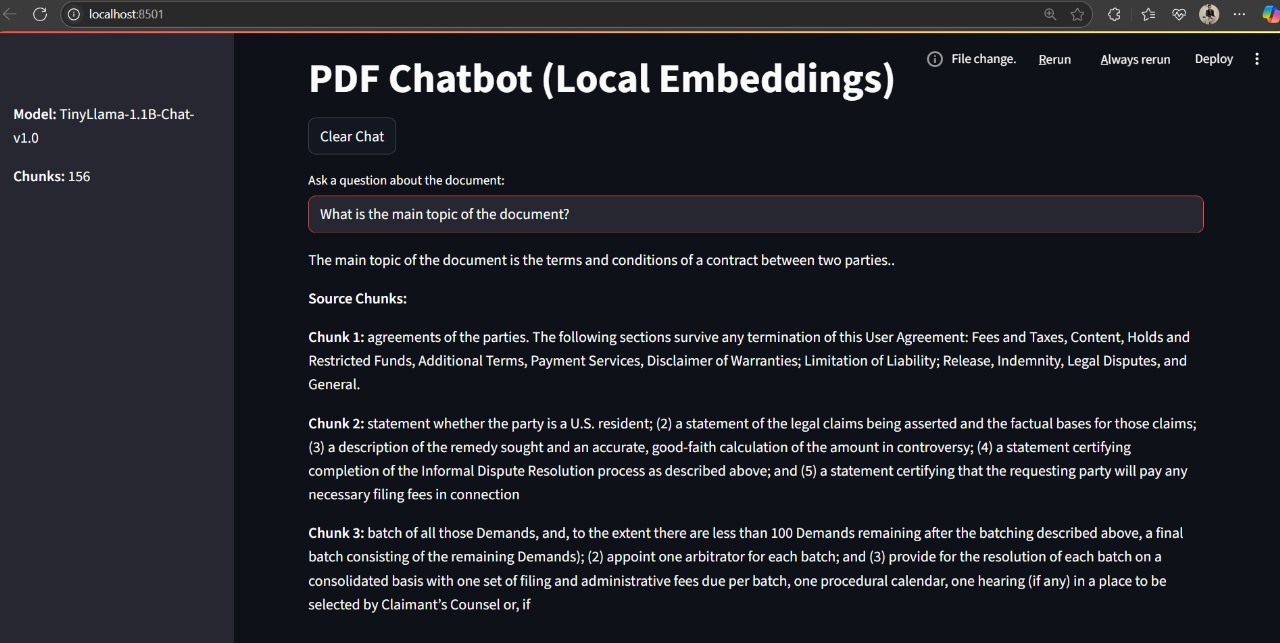 localhost:8501
File change. Rerun Always rerun Deploy
Model: TinyLlama-1.1B-Chat-
v1.0
Chunks: 156
PDF Chatbot (Local Embeddings)
Clear Chat
Ask a question about the document:
What is the main topic of the document?
The main topic of the document is the terms and conditions of a contract between two parties..
Source Chunks:
Chunk 1: agreements of the parties. The following sections survive any termination of this User Agreement: Fees and Taxes, Content, Holds and
Restricted Funds, Additional Terms, Payment Services, Disclaimer of Warranties; Limitation of Liability; Release, Indemnity, Legal Disputes, and
General.
Chunk 2: statement whether the party is a U.S. resident; (2) a statement of the legal claims being asserted and the factual bases for those claims;
(3) a description of the remedy sought and an accurate, good-faith calculation of the amount in controversy; (4) a statement certifying
completion of the Informal Dispute Resolution process as described above; and (5) a statement certifying that the requesting party will pay any
necessary filing fees in connection
Chunk 3: batch of all those Demands, and, to the extent there are less than 100 Demands remaining after the batching described above, a final
batch consisting of the remaining Demands); (2) appoint one arbitrator for each batch; and (3) provide for the resolution of each batch on a
consolidated basis with one set of filing and administrative fees due per batch, one procedural calendar, one hearing (if any) in a place to be
selected by Claimant’s Counsel or, if